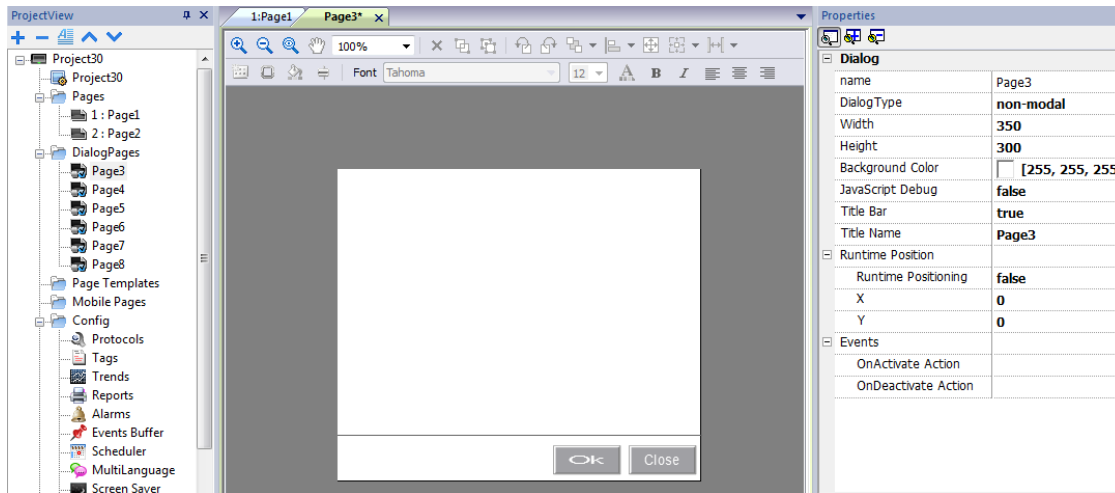 ProjectView
Project30
Project30
Pages
1 : Page1
2 : Page2
DialogPages
Page3
Page4
Page5
Page6
Page7
Page8
Page Templates
Mobile Pages
Config
Protocols
Tags
Trends
Reports
Alarms
Events Buffer
Scheduler
MultiLanguage
Screen Saver
1:Page1 Page3*
100%
Font Tahoma 12 A B I
OK Close
Properties
Dialog
name Page3
DialogType non-modal
Width 350
Height 300
Background Color [255, 255, 255
JavaScript Debug false
Title Bar true
Title Name Page3
Runtime Position
Runtime Positioning false
X 0
Y 0
Events
OnActivate Action
OnDeactivate Action